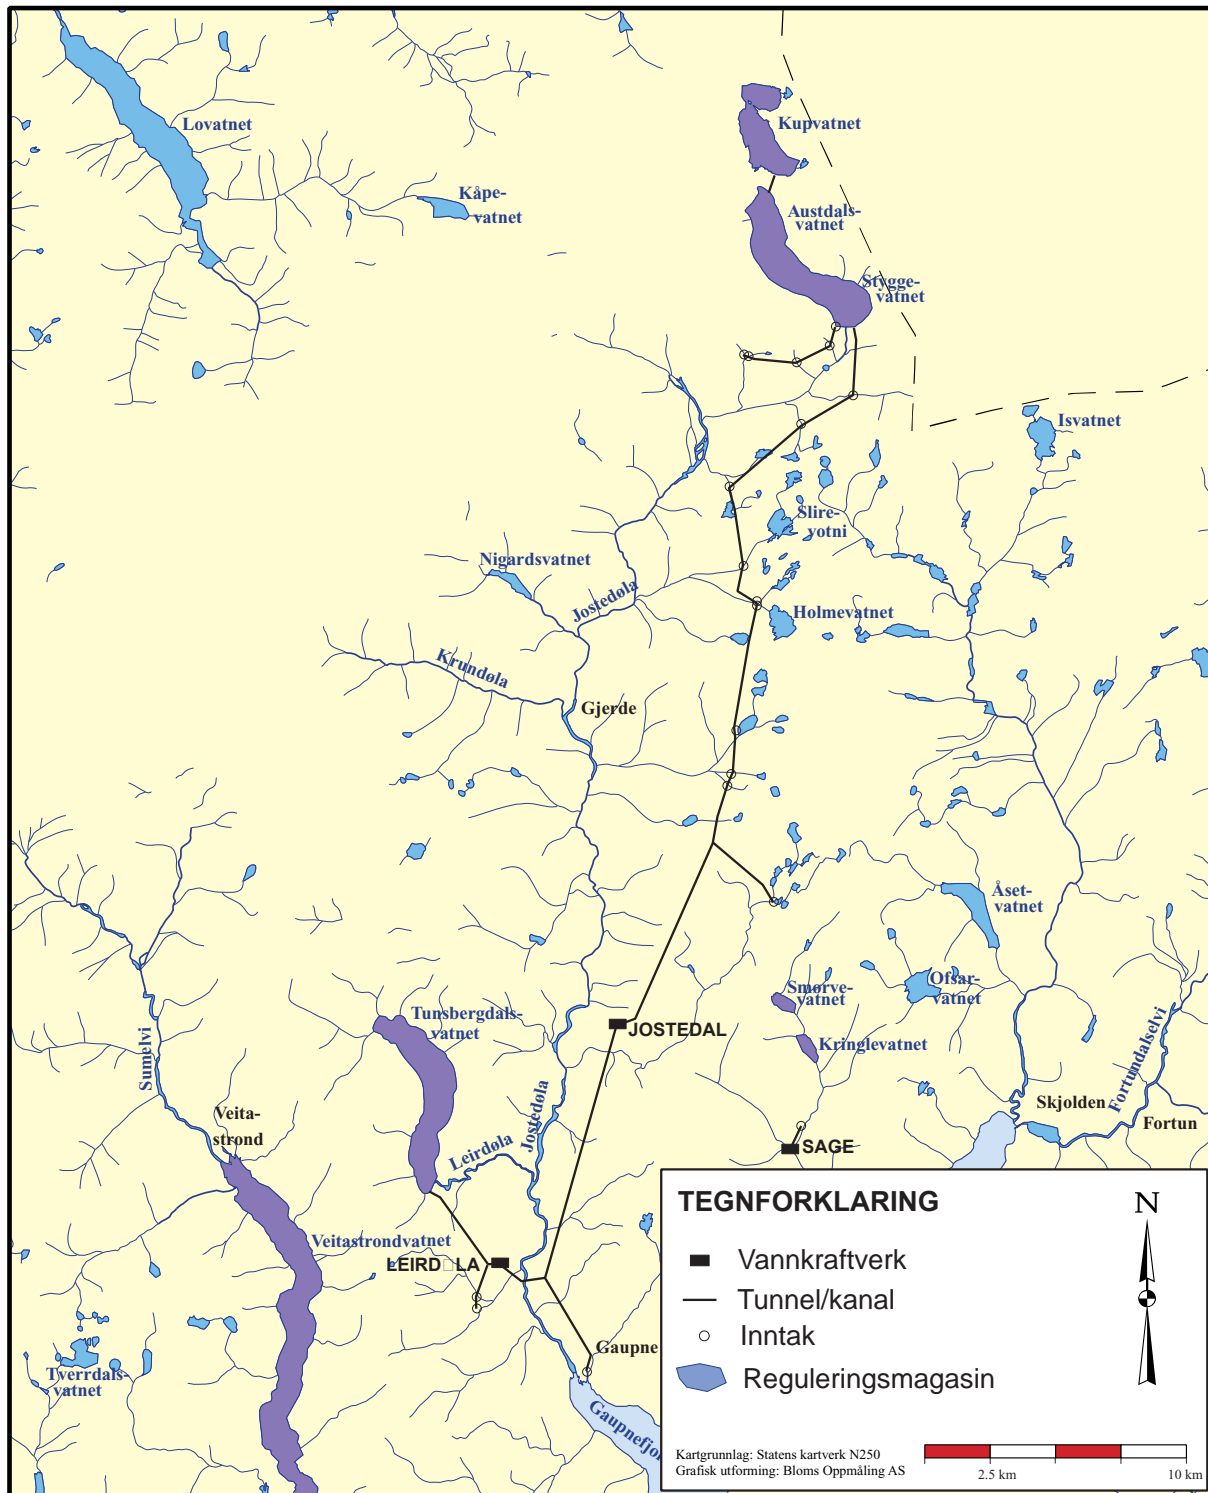 Lovatnet
Kåpe-
vatnet
Kupvatnet
Austdals-
vatnet
Stygge-
vatnet
Isvatnet
Slire-
yotni
Nigardsvatnet
Jostedøla
Holmevatnet
Krundøla
Gjerde
Åset-
vatnet
Ofsar-
vatnet
Smørve-
vatnet
Kringlevatnet
Tunsbergdals-
vatnet
JOSTEDAL
Sumelvi
Fortundalselvi
Skjolden
Fortun
Veita-
strond
Jostedøla
Leirdøla
SAGE
Veitastrondvatnet
LEIRD□LA
Gaupne
Tverrdals-
vatnet
Gaupnefjor
TEGNFORKLARING
N
Vannkraftverk
Tunnel/kanal
Inntak
Reguleringsmagasin
Kartgrunnlag: Statens kartverk N250
Grafisk utforming: Bloms Oppmåling AS
2.5 km
10 km